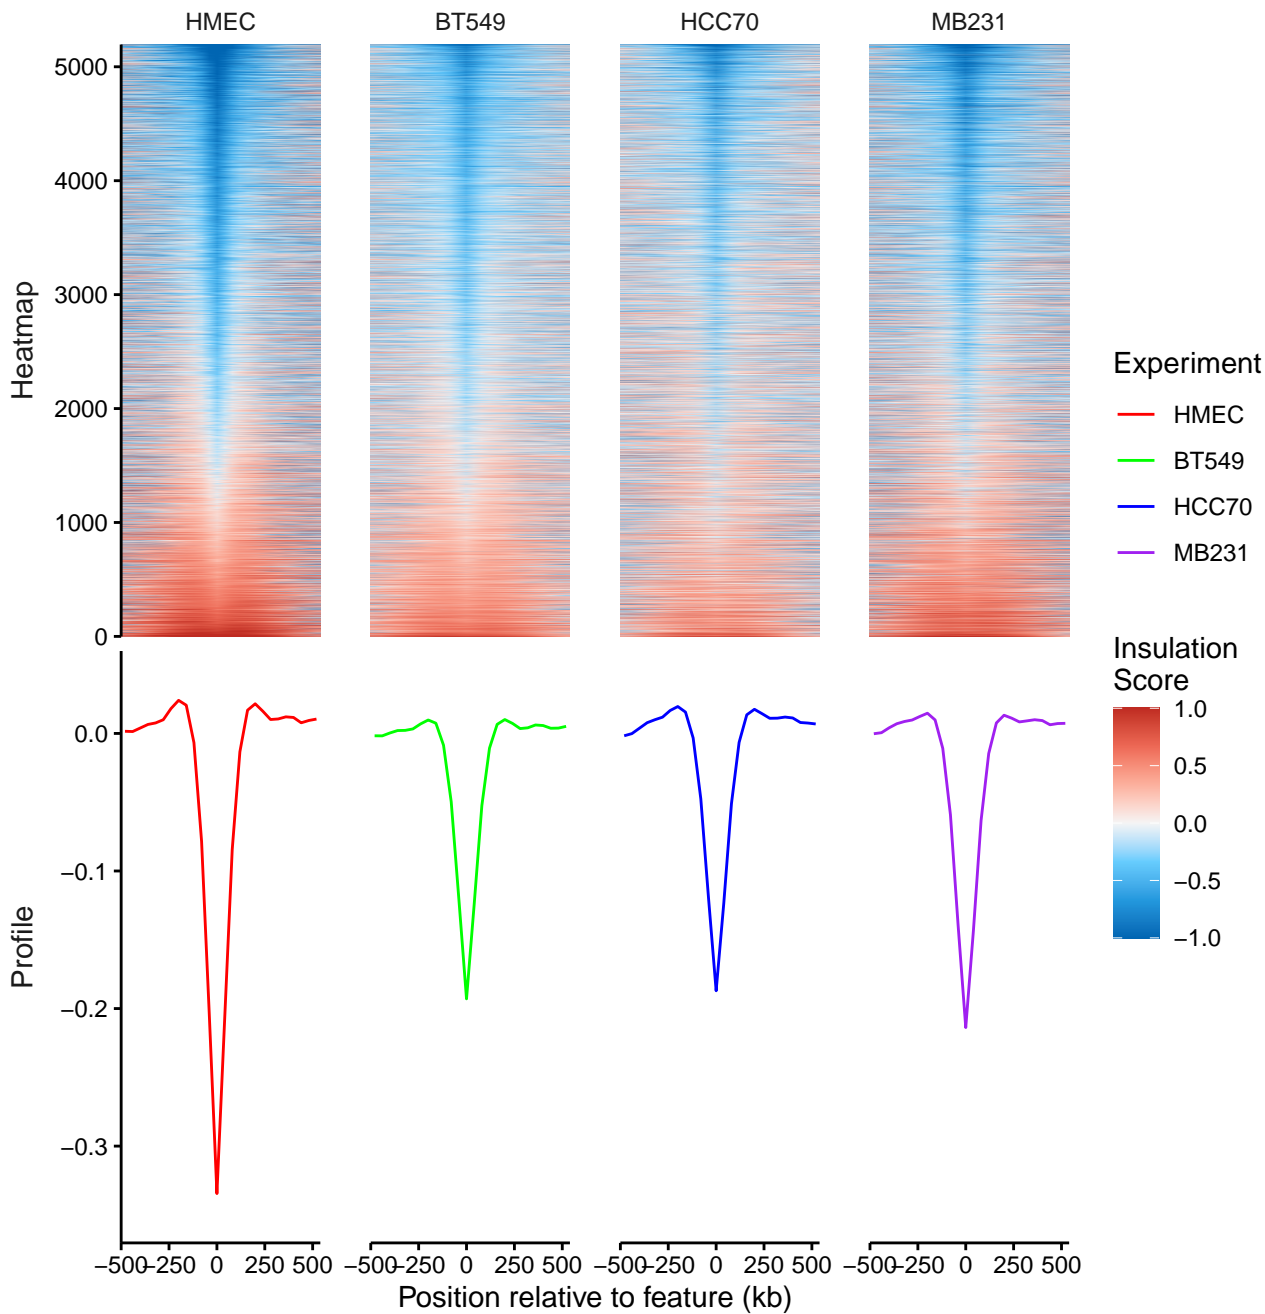 HMEC BT549 HCC70 MB231
Heatmap
5000
4000
3000
2000
1000
0
Profile
0.0
−0.1
−0.2
−0.3
−500 −250 0 250 500 −500 −250 0 250 500 −500 −250 0 250 500 −500 −250 0 250 500
Position relative to feature (kb)
Experiment
HMEC
BT549
HCC70
MB231
Insulation
Score
1.0
0.5
0.0
−0.5
−1.0